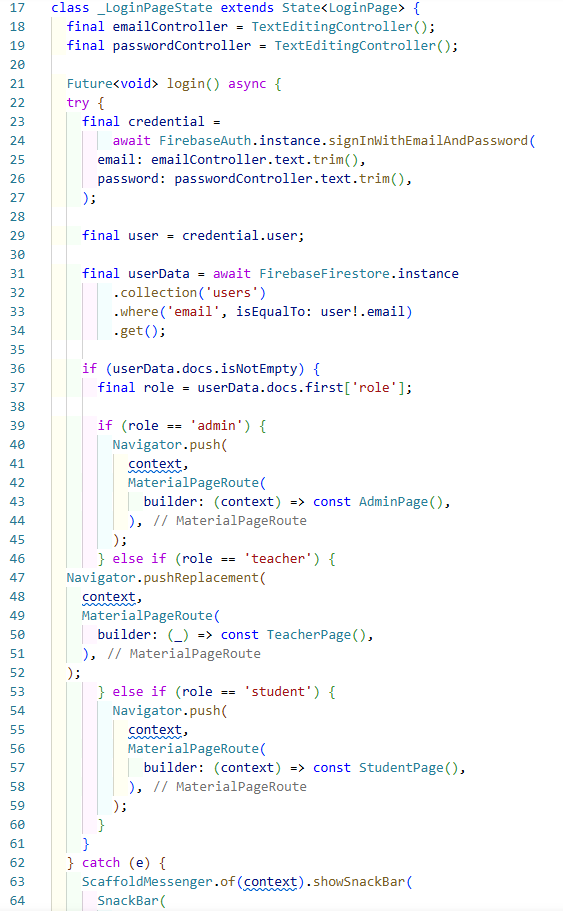 17 class _LoginPageState extends State<LoginPage> {
18   final emailController = TextEditingController();
19   final passwordController = TextEditingController();
20
21   Future<void> login() async {
22   try {
23     final credential =
24         await FirebaseAuth.instance.signInWithEmailAndPassword(
25       email: emailController.text.trim(),
26       password: passwordController.text.trim(),
27     );
28
29     final user = credential.user;
30
31     final userData = await FirebaseFirestore.instance
32         .collection('users')
33         .where('email', isEqualTo: user!.email)
34         .get();
35
36     if (userData.docs.isNotEmpty) {
37       final role = userData.docs.first['role'];
38
39       if (role == 'admin') {
40         Navigator.push(
41           context,
42           MaterialPageRoute(
43             builder: (context) => const AdminPage(),
44           ), // MaterialPageRoute
45         );
46       } else if (role == 'teacher') {
47   Navigator.pushReplacement(
48     context,
49     MaterialPageRoute(
50       builder: (_) => const TeacherPage(),
51     ), // MaterialPageRoute
52   );
53       } else if (role == 'student') {
54         Navigator.push(
55           context,
56           MaterialPageRoute(
57             builder: (context) => const StudentPage(),
58           ), // MaterialPageRoute
59         );
60       }
61     }
62   } catch (e) {
63     ScaffoldMessenger.of(context).showSnackBar(
64       SnackBar(